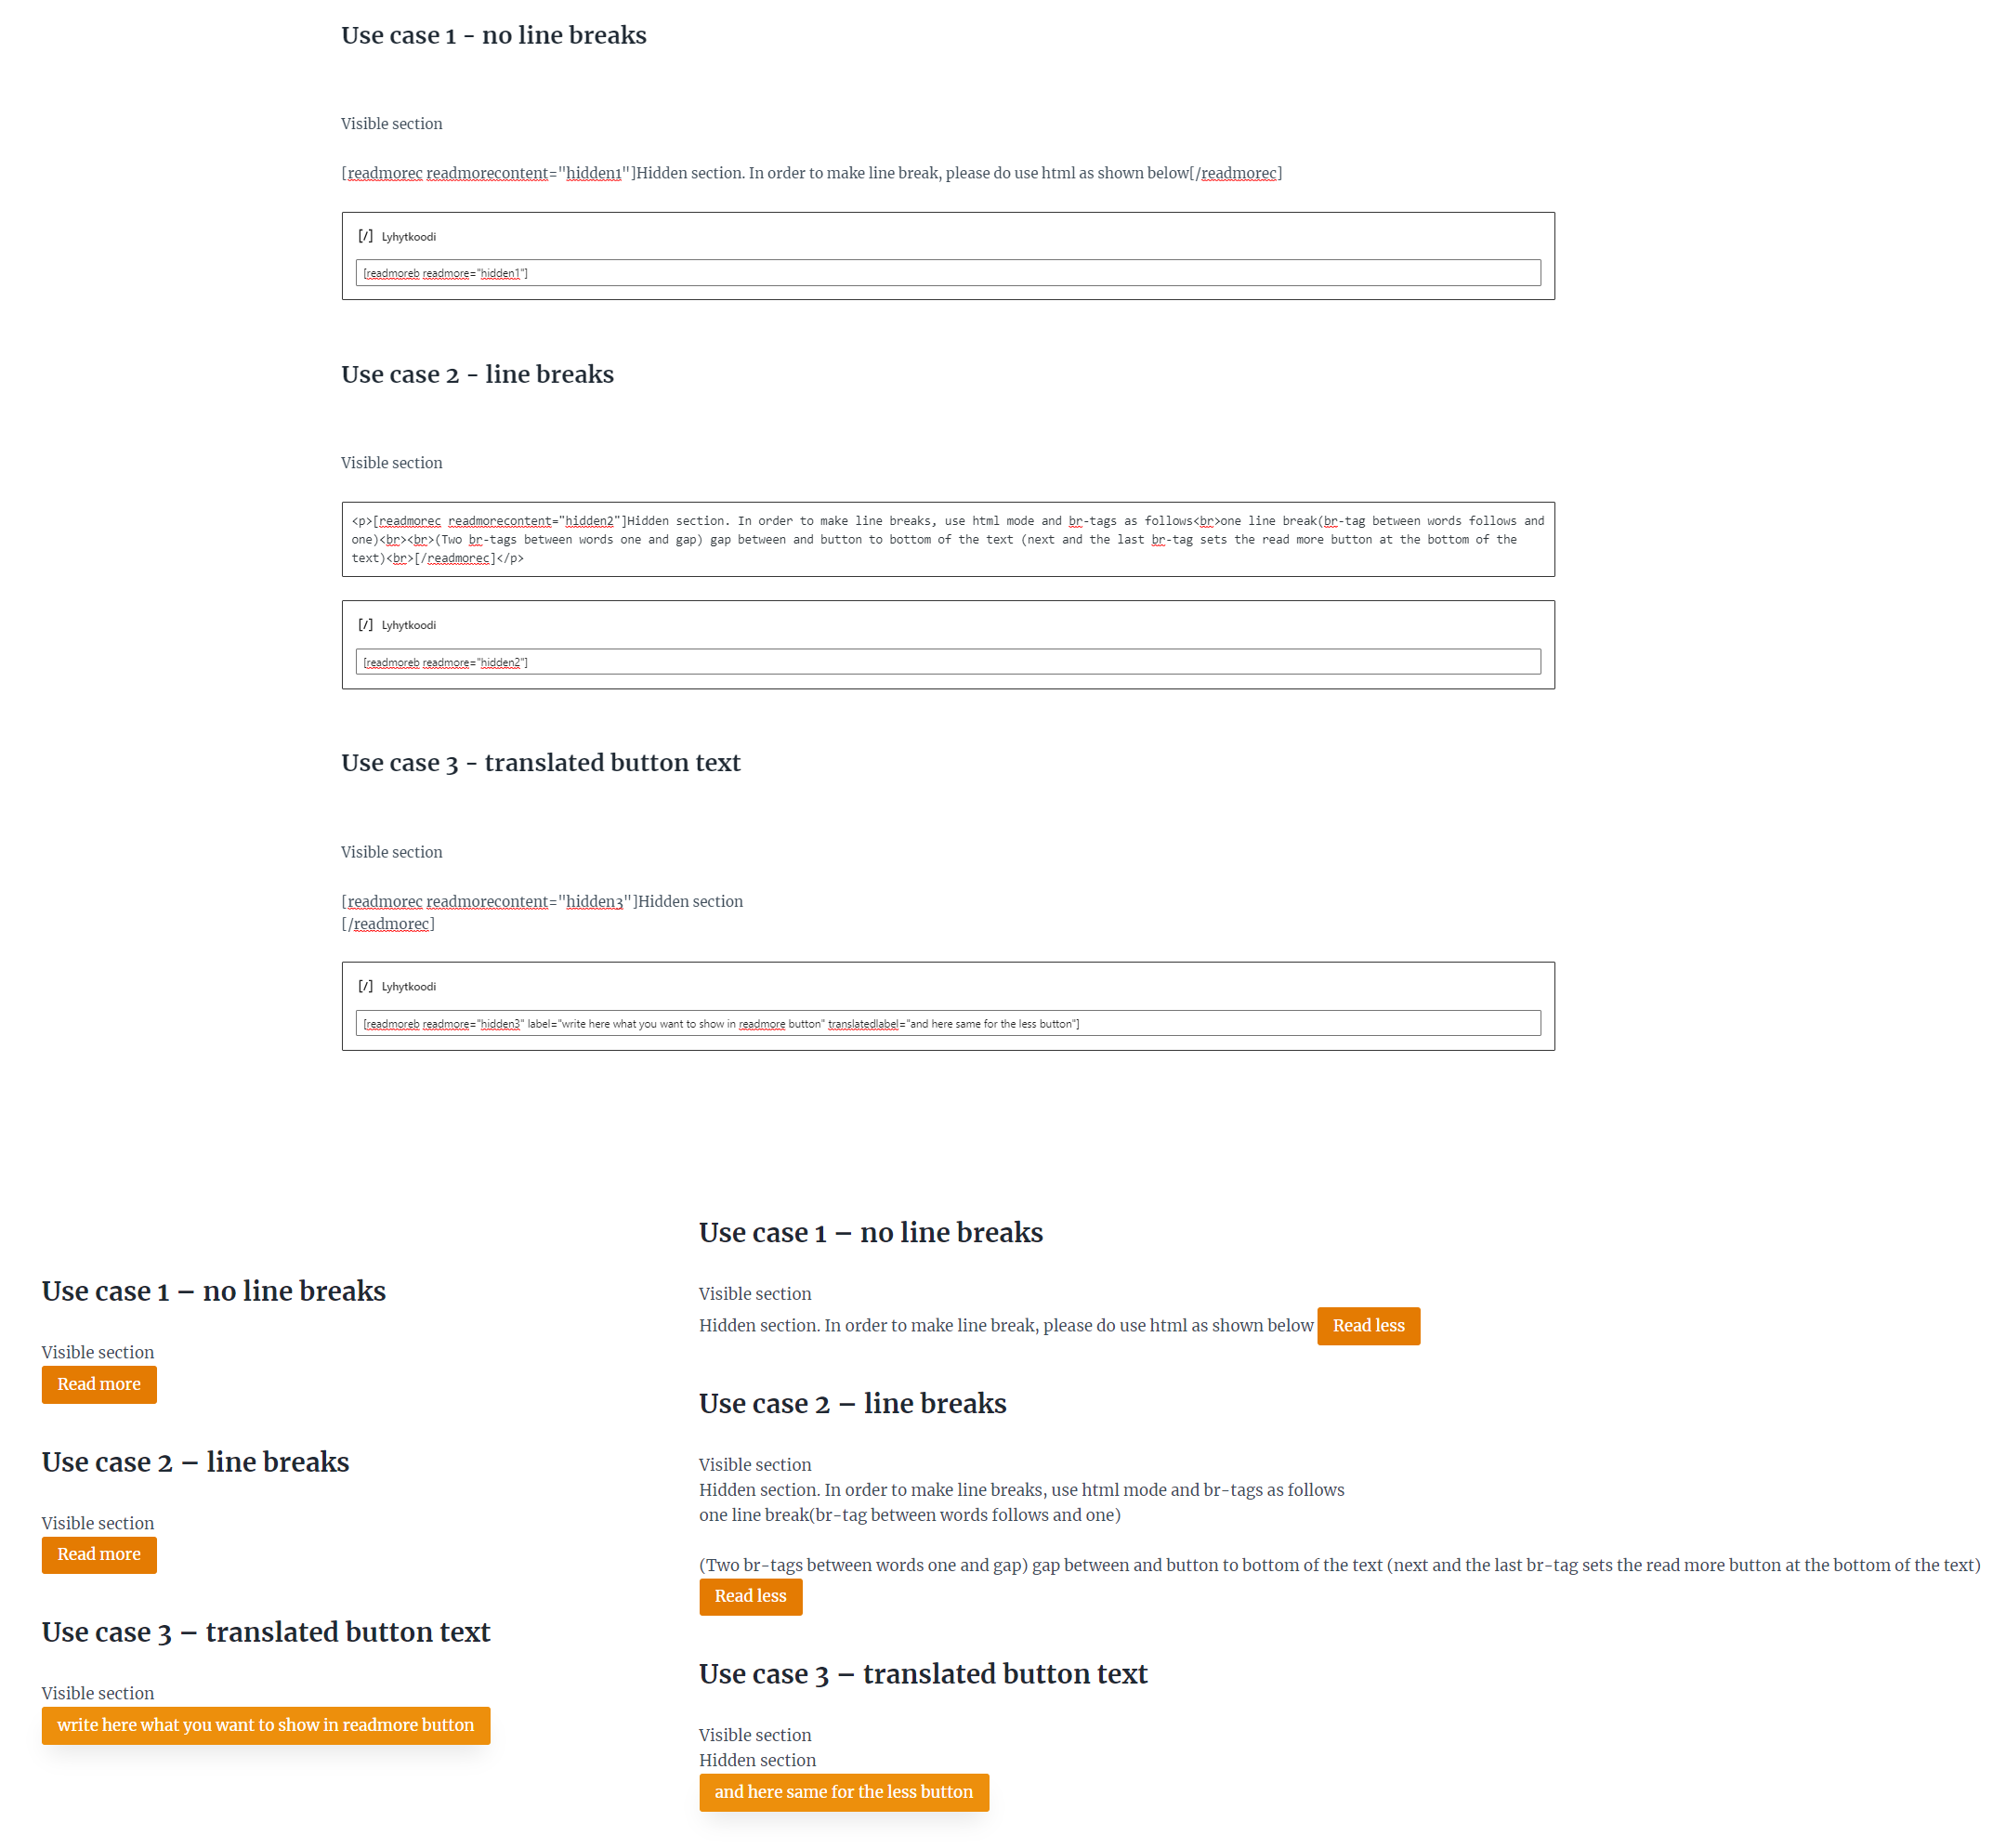 Use case 1 - no line breaks
Visible section
[readmorec readmorecontent="hidden1"]Hidden section. In order to make line break, please do use html as shown below[/readmorec]
[/] Lyhytkoodi
[readmoreb readmore="hidden1"]
Use case 2 - line breaks
Visible section
<p>[readmorec readmorecontent="hidden2"]Hidden section. In order to make line breaks, use html mode and br-tags as follows<br>one line break(br-tag between words follows and
one)<br><br>(Two br-tags between words one and gap) gap between and button to bottom of the text (next and the last br-tag sets the read more button at the bottom of the
text)<br>[/readmorec]</p>
[/] Lyhytkoodi
[readmoreb readmore="hidden2"]
Use case 3 - translated button text
Visible section
[readmorec readmorecontent="hidden3"]Hidden section
[/readmorec]
[/] Lyhytkoodi
[readmoreb readmore="hidden3" label="write here what you want to show in readmore button" translatedlabel="and here same for the less button"]
Use case 1 – no line breaks
Visible section
Read more
Use case 2 – line breaks
Visible section
Read more
Use case 3 – translated button text
Visible section
write here what you want to show in readmore button
Use case 1 – no line breaks
Visible section
Hidden section. In order to make line break, please do use html as shown below Read less
Use case 2 – line breaks
Visible section
Hidden section. In order to make line breaks, use html mode and br-tags as follows
one line break(br-tag between words follows and one)
(Two br-tags between words one and gap) gap between and button to bottom of the text (next and the last br-tag sets the read more button at the bottom of the text)
Read less
Use case 3 – translated button text
Visible section
Hidden section
and here same for the less button